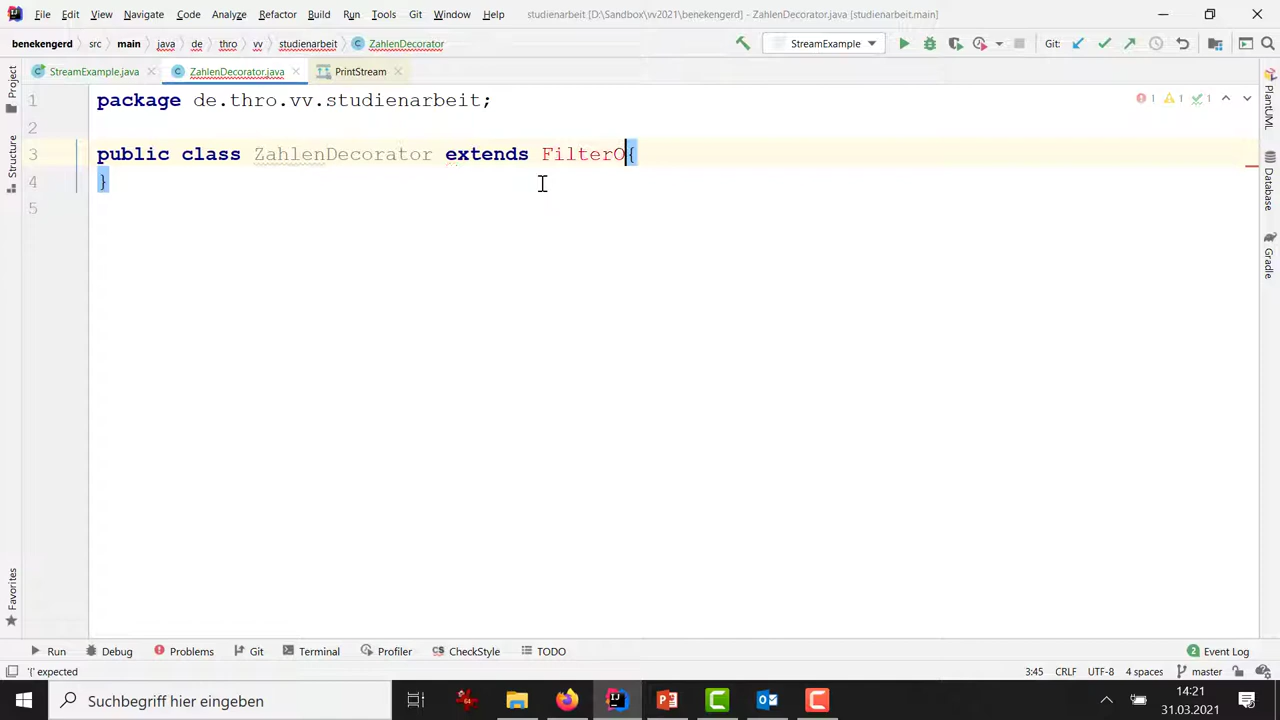 File Edit View Navigate Code Analyze Refactor Build Run Tools Git Window Help studienarbeit [D:\Sandbox\vv2021\benekengerd] - ZahlenDecorator.java [studienarbeit.main]
benekengerd src main java de thro vv studienarbeit ZahlenDecorator StreamExample Git:
StreamExample.java ZahlenDecorator.java PrintStream
1 package de.thro.vv.studienarbeit; 1 1 1
2
3 public class ZahlenDecorator extends FilterO{
4 }
5
Project
Structure
Favorites
PlantUML
Database
Gradle
Run Debug Problems Git Terminal Profiler CheckStyle TODO 2 Event Log
'{' expected 3:45 CRLF UTF-8 4 spaces master
Suchbegriff hier eingeben 14:21
31.03.2021